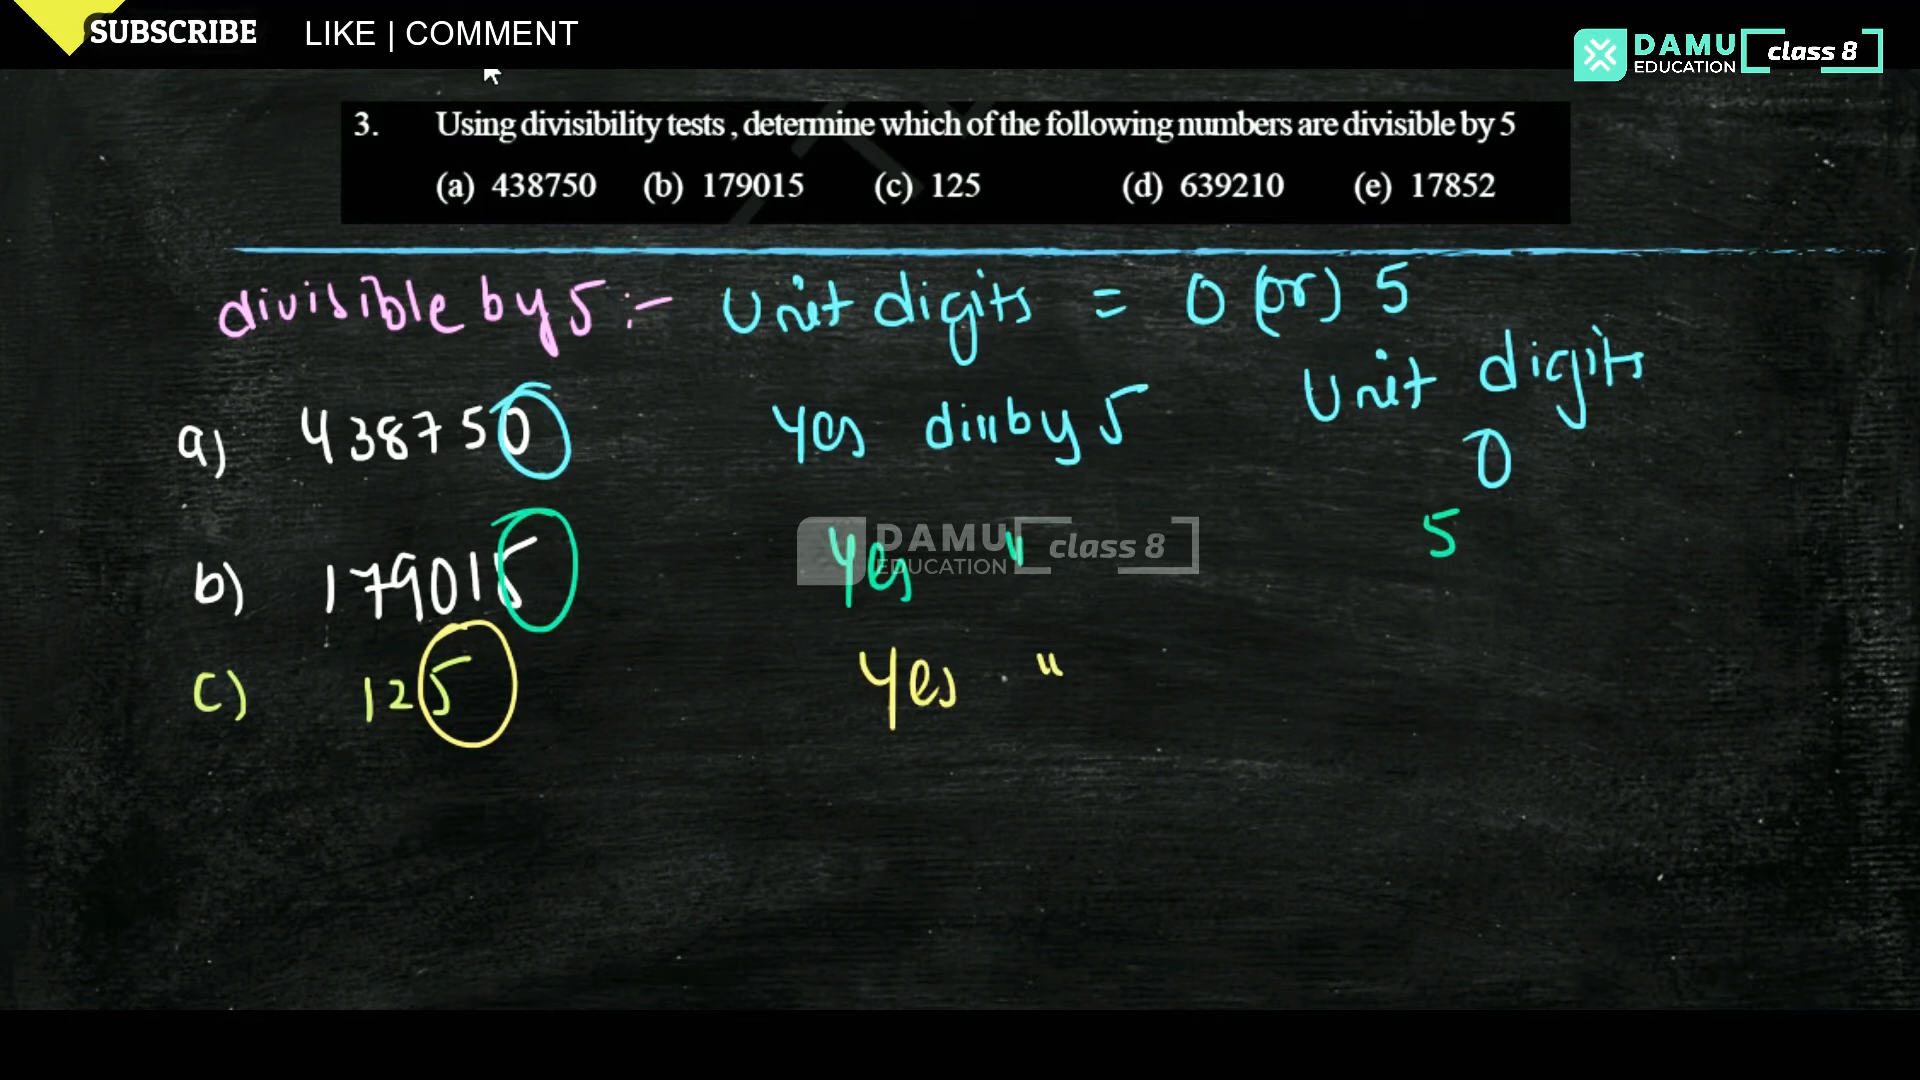 SUBSCRIBE LIKE | COMMENT
DAMU EDUCATION class 8
3. Using divisibility tests , determine which of the following numbers are divisible by 5
(a) 438750 (b) 179015 (c) 125 (d) 639210 (e) 17852
divisible by 5 :- Unit digits = 0 (or) 5
Unit digits
a) 438750 Yes by 5 0
b) 179015 Yes " 5
DAMU EDUCATION class 8
c) 125 Yes "